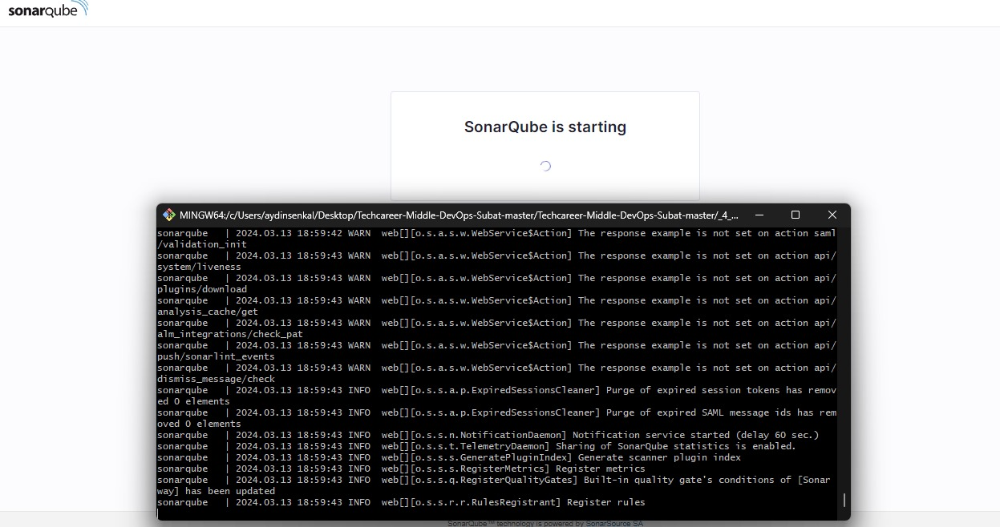 sonarqube
SonarQube is starting
MINGW64:/c/Users/aydinsenkal/Desktop/Techcareer-Middle-DevOps-Subat-master/Techcareer-Middle-DevOps-Subat-master/_4_...
sonarqube   | 2024.03.13 18:59:42 WARN  web[][o.s.a.s.w.WebService$Action] The response example is not set on action saml
/validation_init
sonarqube   | 2024.03.13 18:59:43 WARN  web[][o.s.a.s.w.WebService$Action] The response example is not set on action api/
system/liveness
sonarqube   | 2024.03.13 18:59:43 WARN  web[][o.s.a.s.w.WebService$Action] The response example is not set on action api/
plugins/download
sonarqube   | 2024.03.13 18:59:43 WARN  web[][o.s.a.s.w.WebService$Action] The response example is not set on action api/
analysis_cache/get
sonarqube   | 2024.03.13 18:59:43 WARN  web[][o.s.a.s.w.WebService$Action] The response example is not set on action api/
alm_integrations/check_pat
sonarqube   | 2024.03.13 18:59:43 WARN  web[][o.s.a.s.w.WebService$Action] The response example is not set on action api/
push/sonarlint_events
sonarqube   | 2024.03.13 18:59:43 WARN  web[][o.s.a.s.w.WebService$Action] The response example is not set on action api/
dismiss_message/check
sonarqube   | 2024.03.13 18:59:43 INFO  web[][o.s.s.a.p.ExpiredSessionsCleaner] Purge of expired session tokens has remov
ed 0 elements
sonarqube   | 2024.03.13 18:59:43 INFO  web[][o.s.s.a.p.ExpiredSessionsCleaner] Purge of expired SAML message ids has rem
oved 0 elements
sonarqube   | 2024.03.13 18:59:43 INFO  web[][o.s.s.n.NotificationDaemon] Notification service started (delay 60 sec.)
sonarqube   | 2024.03.13 18:59:43 INFO  web[][o.s.s.t.TelemetryDaemon] Sharing of SonarQube statistics is enabled.
sonarqube   | 2024.03.13 18:59:43 INFO  web[][o.s.s.s.GeneratePluginIndex] Generate scanner plugin index
sonarqube   | 2024.03.13 18:59:43 INFO  web[][o.s.s.s.RegisterMetrics] Register metrics
sonarqube   | 2024.03.13 18:59:43 INFO  web[][o.s.s.q.RegisterQualityGates] Built-in quality gate's conditions of [Sonar
way] has been updated
sonarqube   | 2024.03.13 18:59:43 INFO  web[][o.s.s.r.r.RulesRegistrant] Register rules
SonarQube™ technology is powered by SonarSource SA